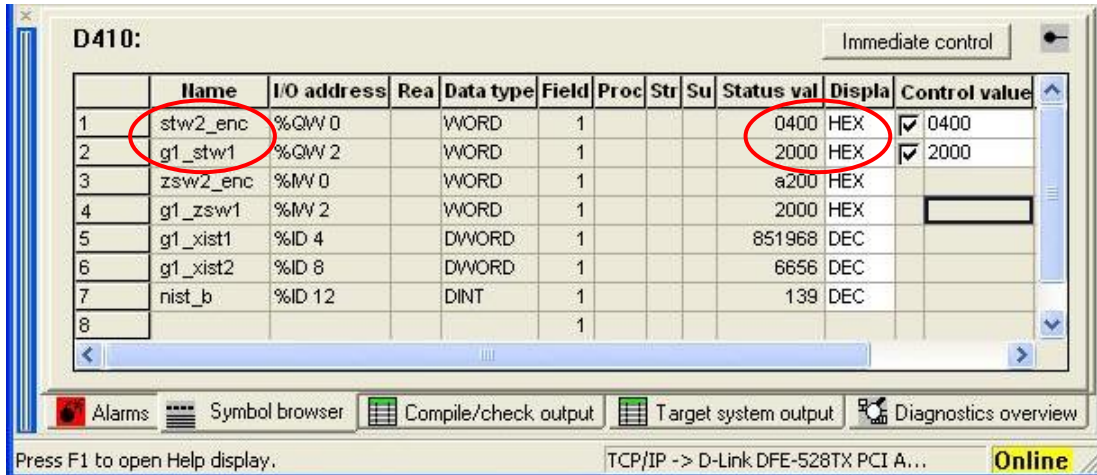 D410:
Immediate control
Name I/O address Rea Data type Field Proc Str Su Status val Displa Control value
1 stw2_enc %QW 0 WORD 1 0400 HEX 0400
2 g1_stw1 %QW 2 WORD 1 2000 HEX 2000
3 zsw2_enc %IW 0 WORD 1 a200 HEX
4 g1_zsw1 %IW 2 WORD 1 2000 HEX
5 g1_xist1 %ID 4 DWORD 1 851968 DEC
6 g1_xist2 %ID 8 DWORD 1 6656 DEC
7 nist_b %ID 12 DINT 1 139 DEC
8 1
Alarms Symbol browser Compile/check output Target system output Diagnostics overview
Press F1 to open Help display. TCP/IP -> D-Link DFE-528TX PCI A... Online